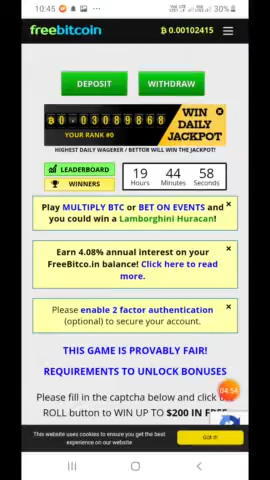 10:45
30%
freebitcoin
₿ 0.00102415
DEPOSIT WITHDRAW
₿ 0.03089868
YOUR RANK #0
WIN
DAILY
JACKPOT
HIGHEST DAILY WAGERER / BETTOR WILL WIN THE JACKPOT!
LEADERBOARD
WINNERS
19 44 58
Hours Minutes Seconds
Play MULTIPLY BTC or BET ON EVENTS and
you could win a Lamborghini Huracan!
Earn 4.08% annual interest on your
FreeBitco.in balance! Click here to read
more.
Please enable 2 factor authentication
(optional) to secure your account.
THIS GAME IS PROVABLY FAIR!
REQUIREMENTS TO UNLOCK BONUSES
04:54
Please fill in the captcha below and click the
ROLL button to WIN UP TO $200 IN FREE
This website uses cookies to ensure you get the best
experience on our website
Got it!